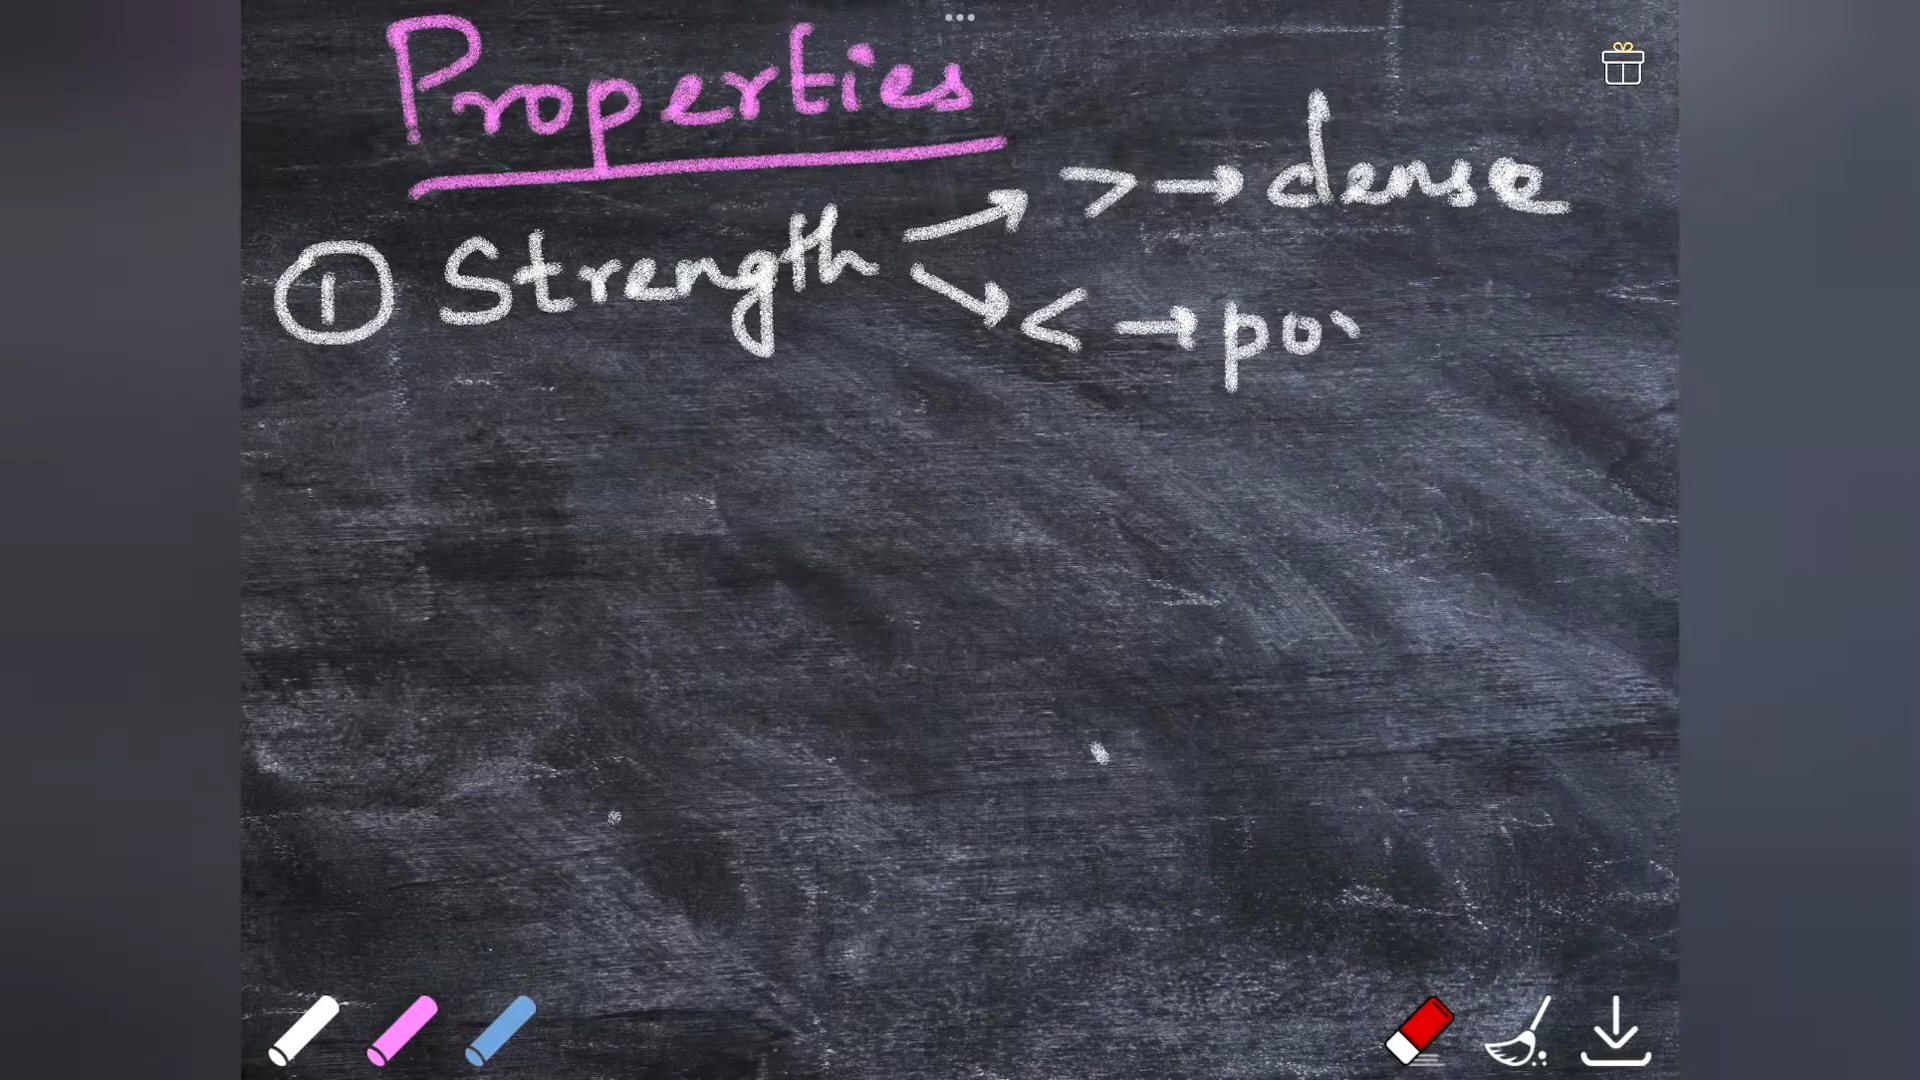 Properties
① Strength → > → dense
→ < → po